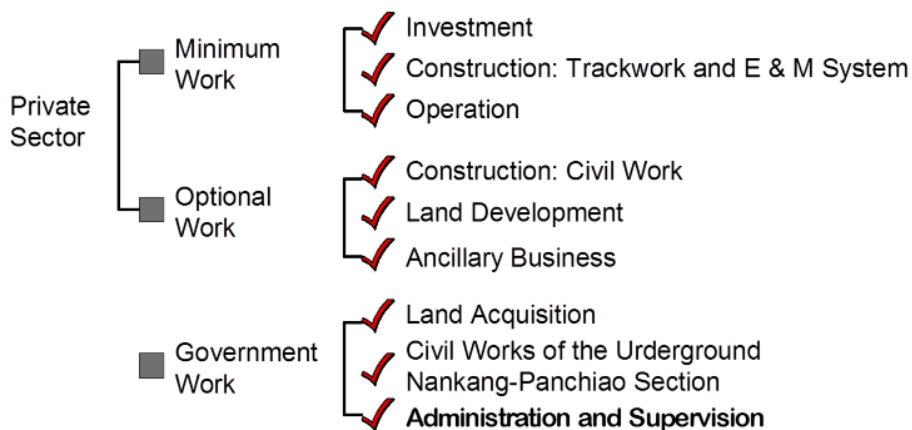 Private
Sector
Minimum
Work
Investment
Construction: Trackwork and E & M System
Operation
Optional
Work
Construction: Civil Work
Land Development
Ancillary Business
Government
Work
Land Acquisition
Civil Works of the Urderground
Nankang-Panchiao Section
Administration and Supervision